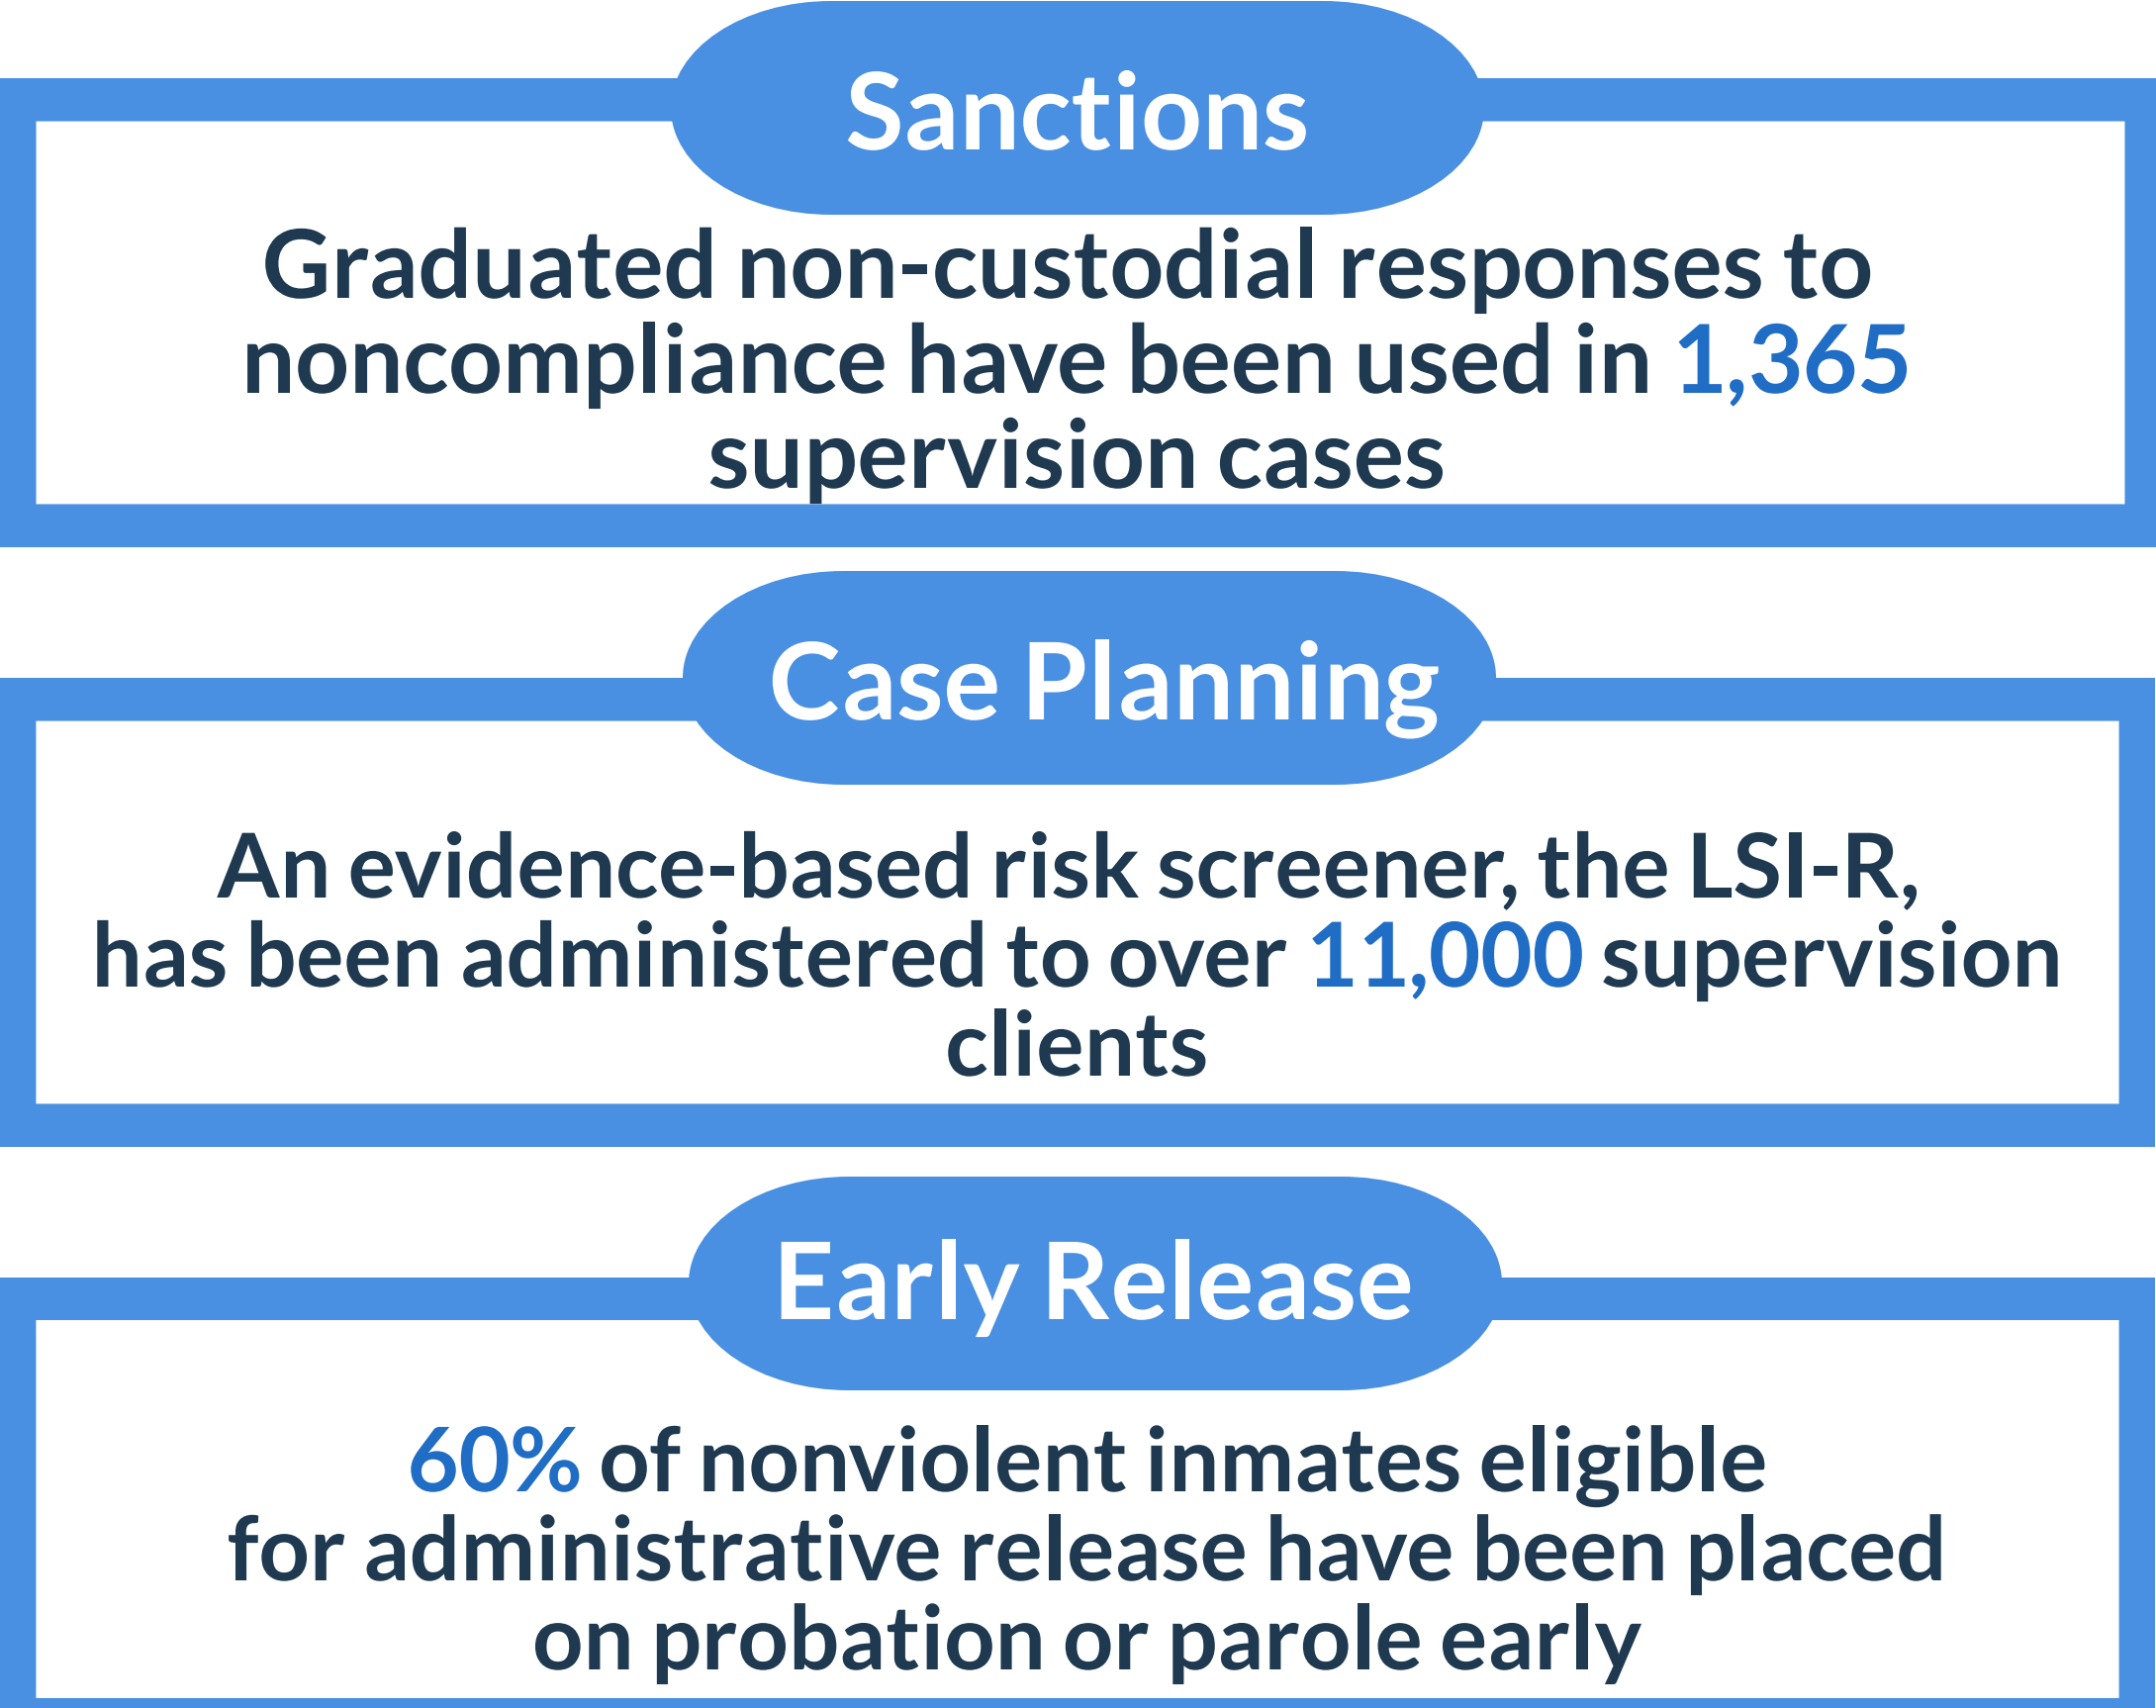 Sanctions
Graduated non-custodial responses to
noncompliance have been used in 1,365
supervision cases
Case Planning
An evidence-based risk screener, the LSI-R,
has been administered to over 11,000 supervision
clients
Early Release
60% of nonviolent inmates eligible
for administrative release have been placed
on probation or parole early